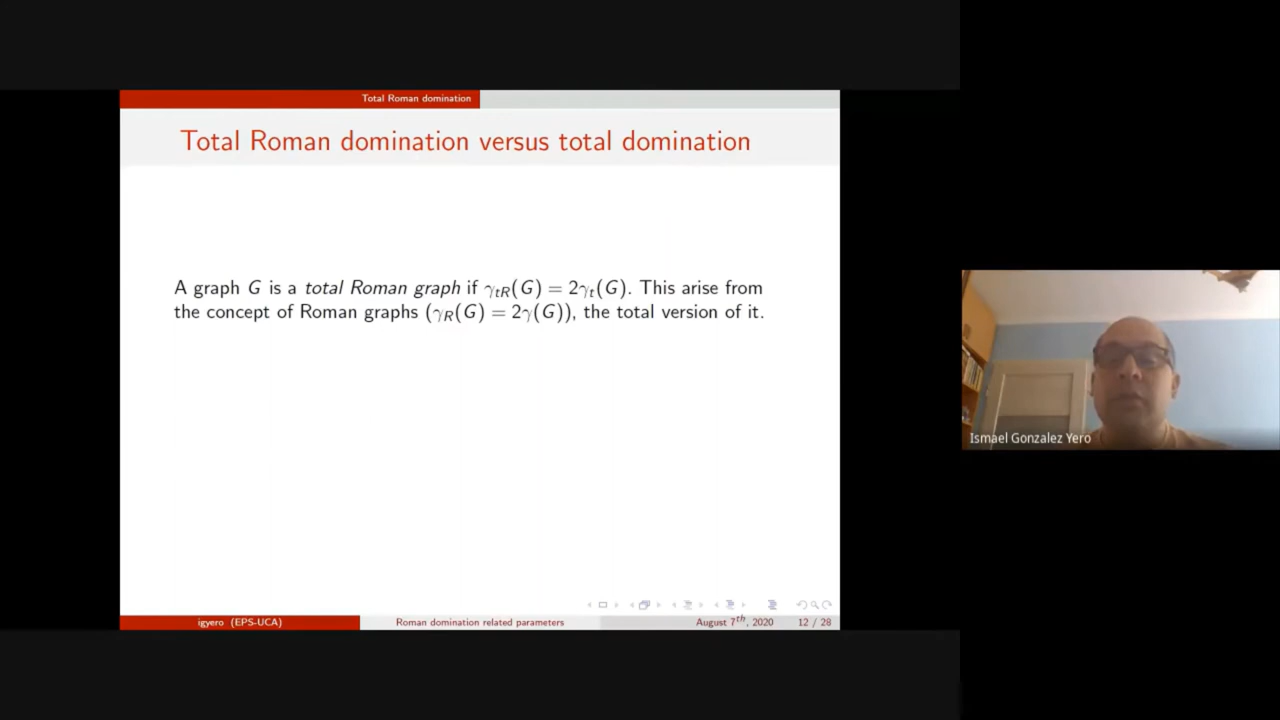 Total Roman domination
Total Roman domination versus total domination
A graph G is a total Roman graph if γtR(G) = 2γt(G). This arise from
the concept of Roman graphs (γR(G) = 2γ(G)), the total version of it.
Ismael Gonzalez Yero
igyero (EPS-UCA)
Roman domination related parameters
August 7th, 2020
12 / 28